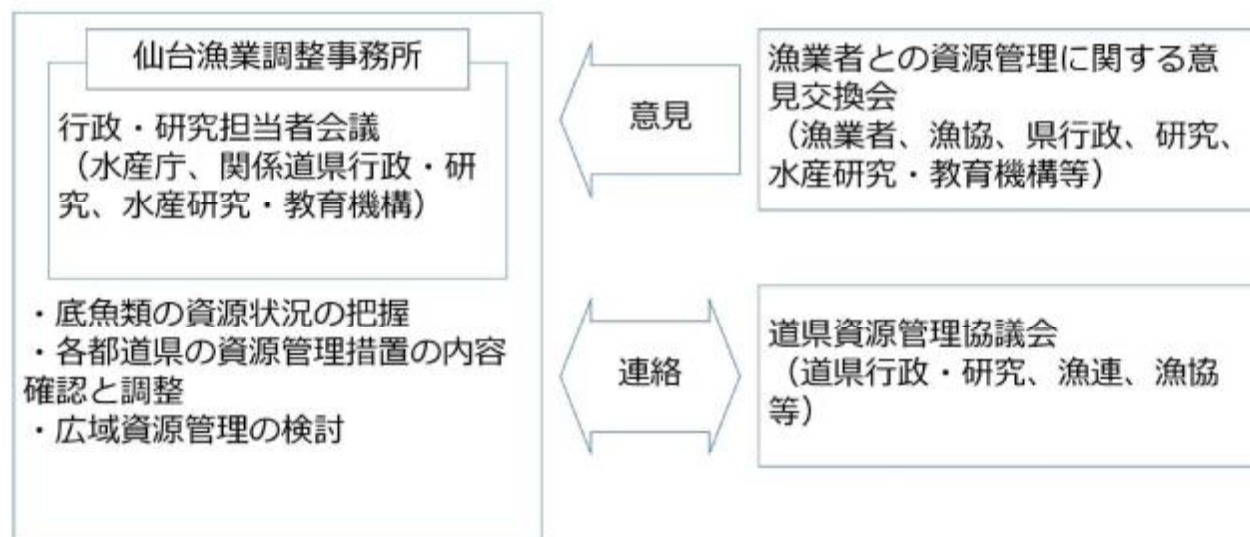 仙台漁業調整事務所
行政・研究担当者会議
（水産庁、関係道県行政・研
究、水産研究・教育機構）
・底魚類の資源状況の把握
・各都道県の資源管理措置の内容
確認と調整
・広域資源管理の検討
意見
連絡
漁業者との資源管理に関する意
見交換会
（漁業者、漁協、県行政、研究、
水産研究・教育機構等）
道県資源管理協議会
（道県行政・研究、漁連、漁協
等）